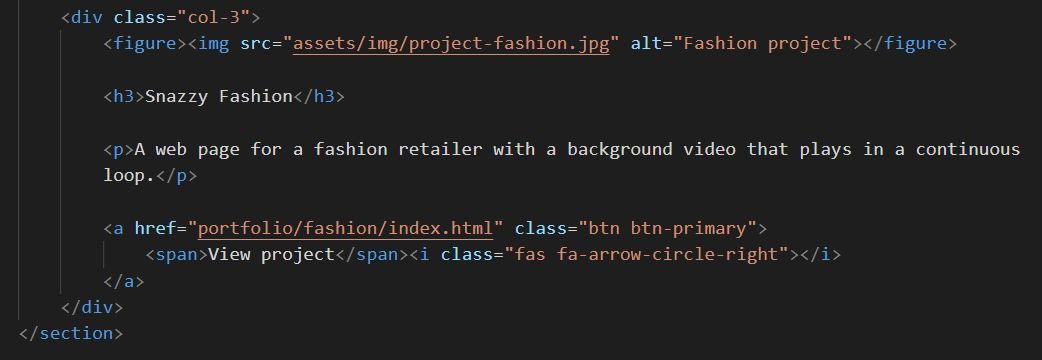 <div class="col-3">
<figure><img src="assets/img/project-fashion.jpg" alt="Fashion project"></figure>
<h3>Snazzy Fashion</h3>
<p>A web page for a fashion retailer with a background video that plays in a continuous
loop.</p>
<a href="portfolio/fashion/index.html" class="btn btn-primary">
<span>View project</span><i class="fas fa-arrow-circle-right"></i>
</a>
</div>
</section>